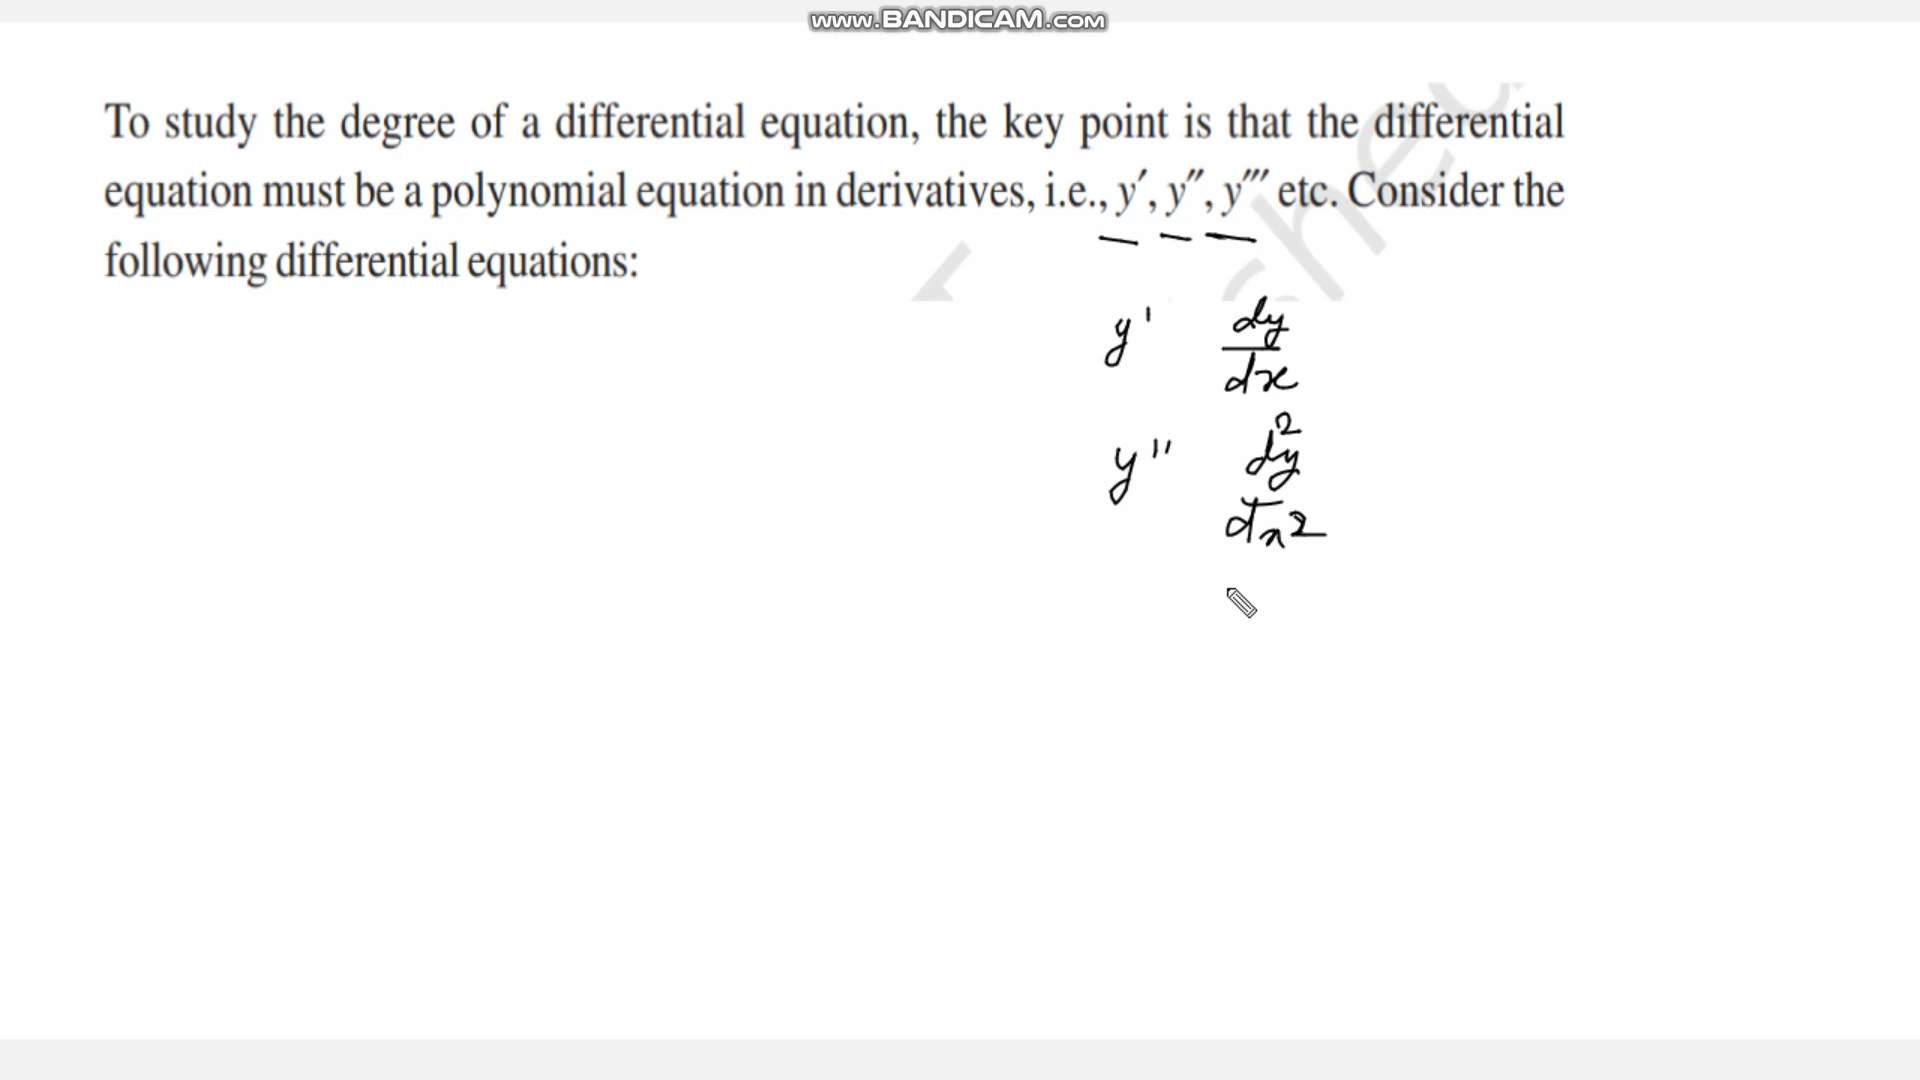 www.BANDICAM.com
To study the degree of a differential equation, the key point is that the differential
equation must be a polynomial equation in derivatives, i.e., y′, y″, y‴ etc. Consider the
following differential equations:
y' dy
dx
y'' d²y
dx²